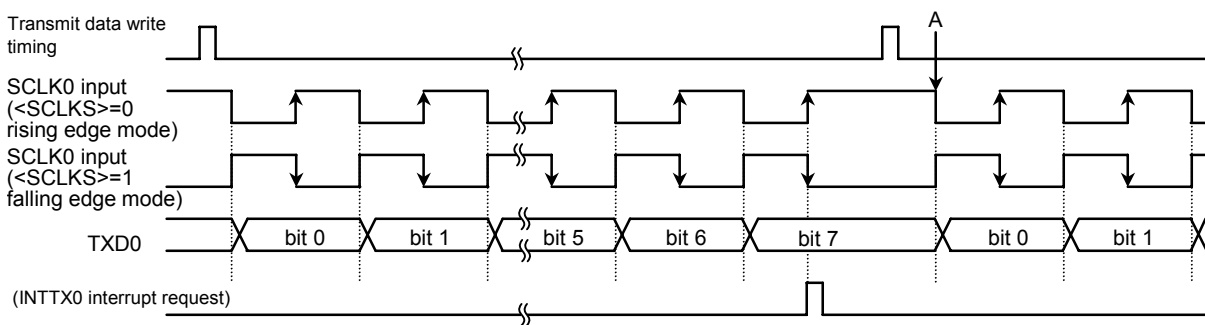 Transmit data write
timing
A
SCLK0 input
(<SCLKS>=0
rising edge mode)
SCLK0 input
(<SCLKS>=1
falling edge mode)
TXD0
bit 0
bit 1
bit 5
bit 6
bit 7
bit 0
bit 1
(INTTX0 interrupt request)